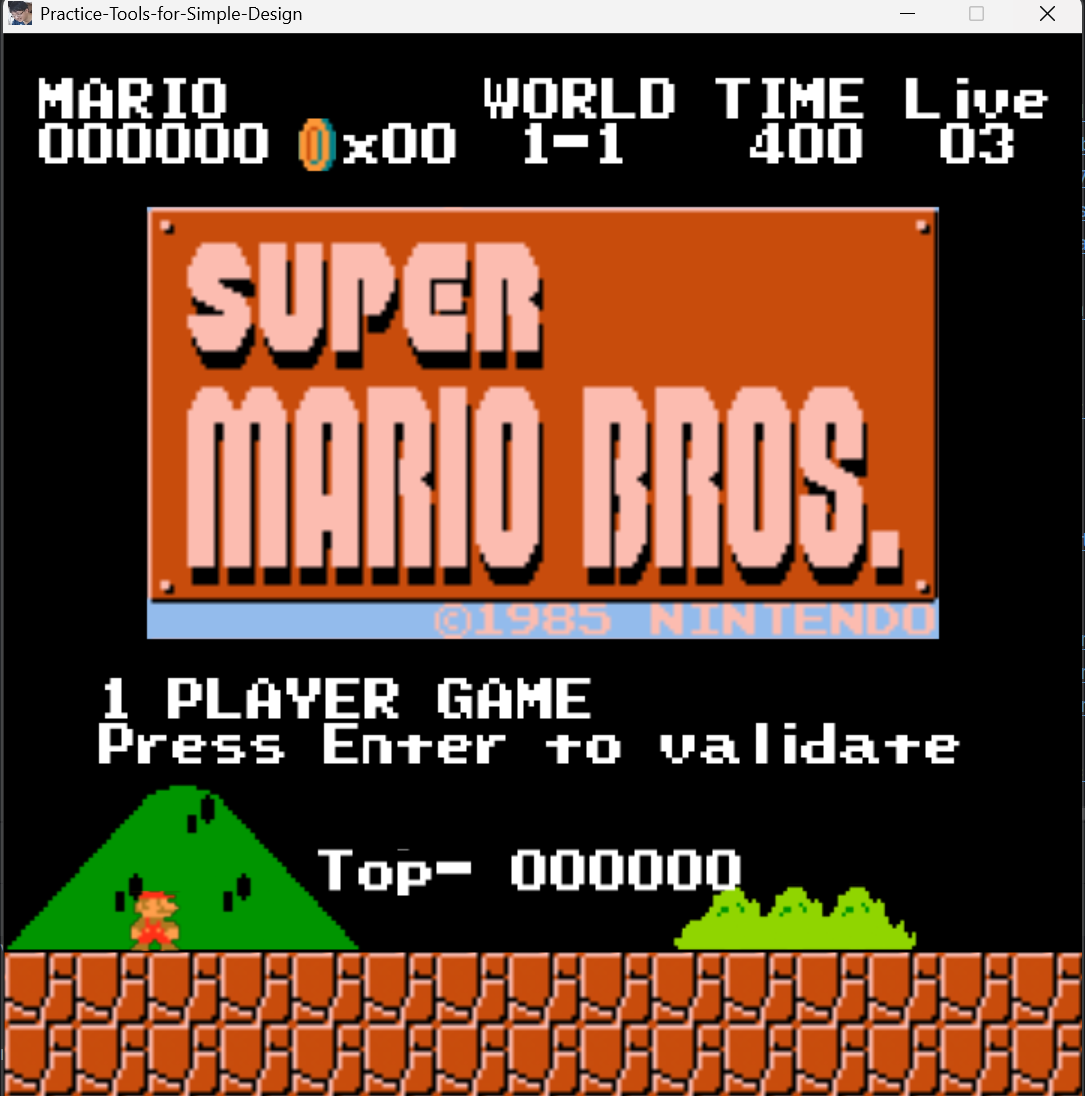 Practice-Tools-for-Simple-Design
MARIO WORLD TIME Live
000000 x00 1-1 400 03
SUPER
MARIO BROS.
©1985 NINTENDO
1 PLAYER GAME
Press Enter to validate
Top- 000000